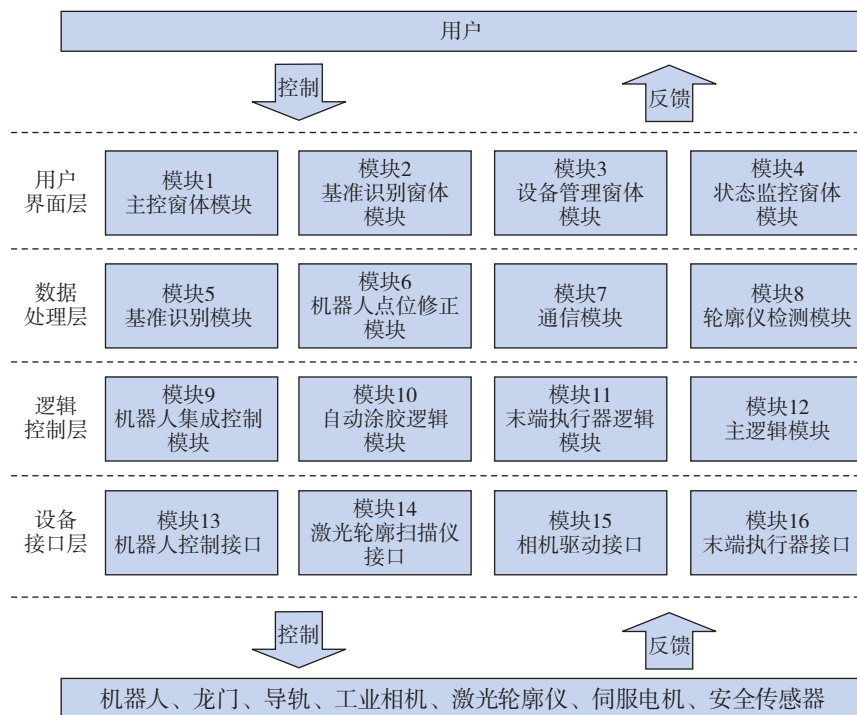 用户
控制
反馈
用户
界面层
模块1
主控窗体模块
模块2
基准识别窗体
模块
模块3
设备管理窗体
模块
模块4
状态监控窗体
模块
数据
处理层
模块5
基准识别模块
模块6
机器人点位修正
模块
模块7
通信模块
模块8
轮廓仪检测模块
逻辑
控制层
模块9
机器人集成控制
模块
模块10
自动涂胶逻辑
模块
模块11
末端执行器逻辑
模块
模块12
主逻辑模块
设备
接口层
模块13
机器人控制接口
模块14
激光轮廓扫描仪
接口
模块15
相机驱动接口
模块16
末端执行器接口
控制
反馈
机器人、龙门、导轨、工业相机、激光轮廓仪、伺服电机、安全传感器